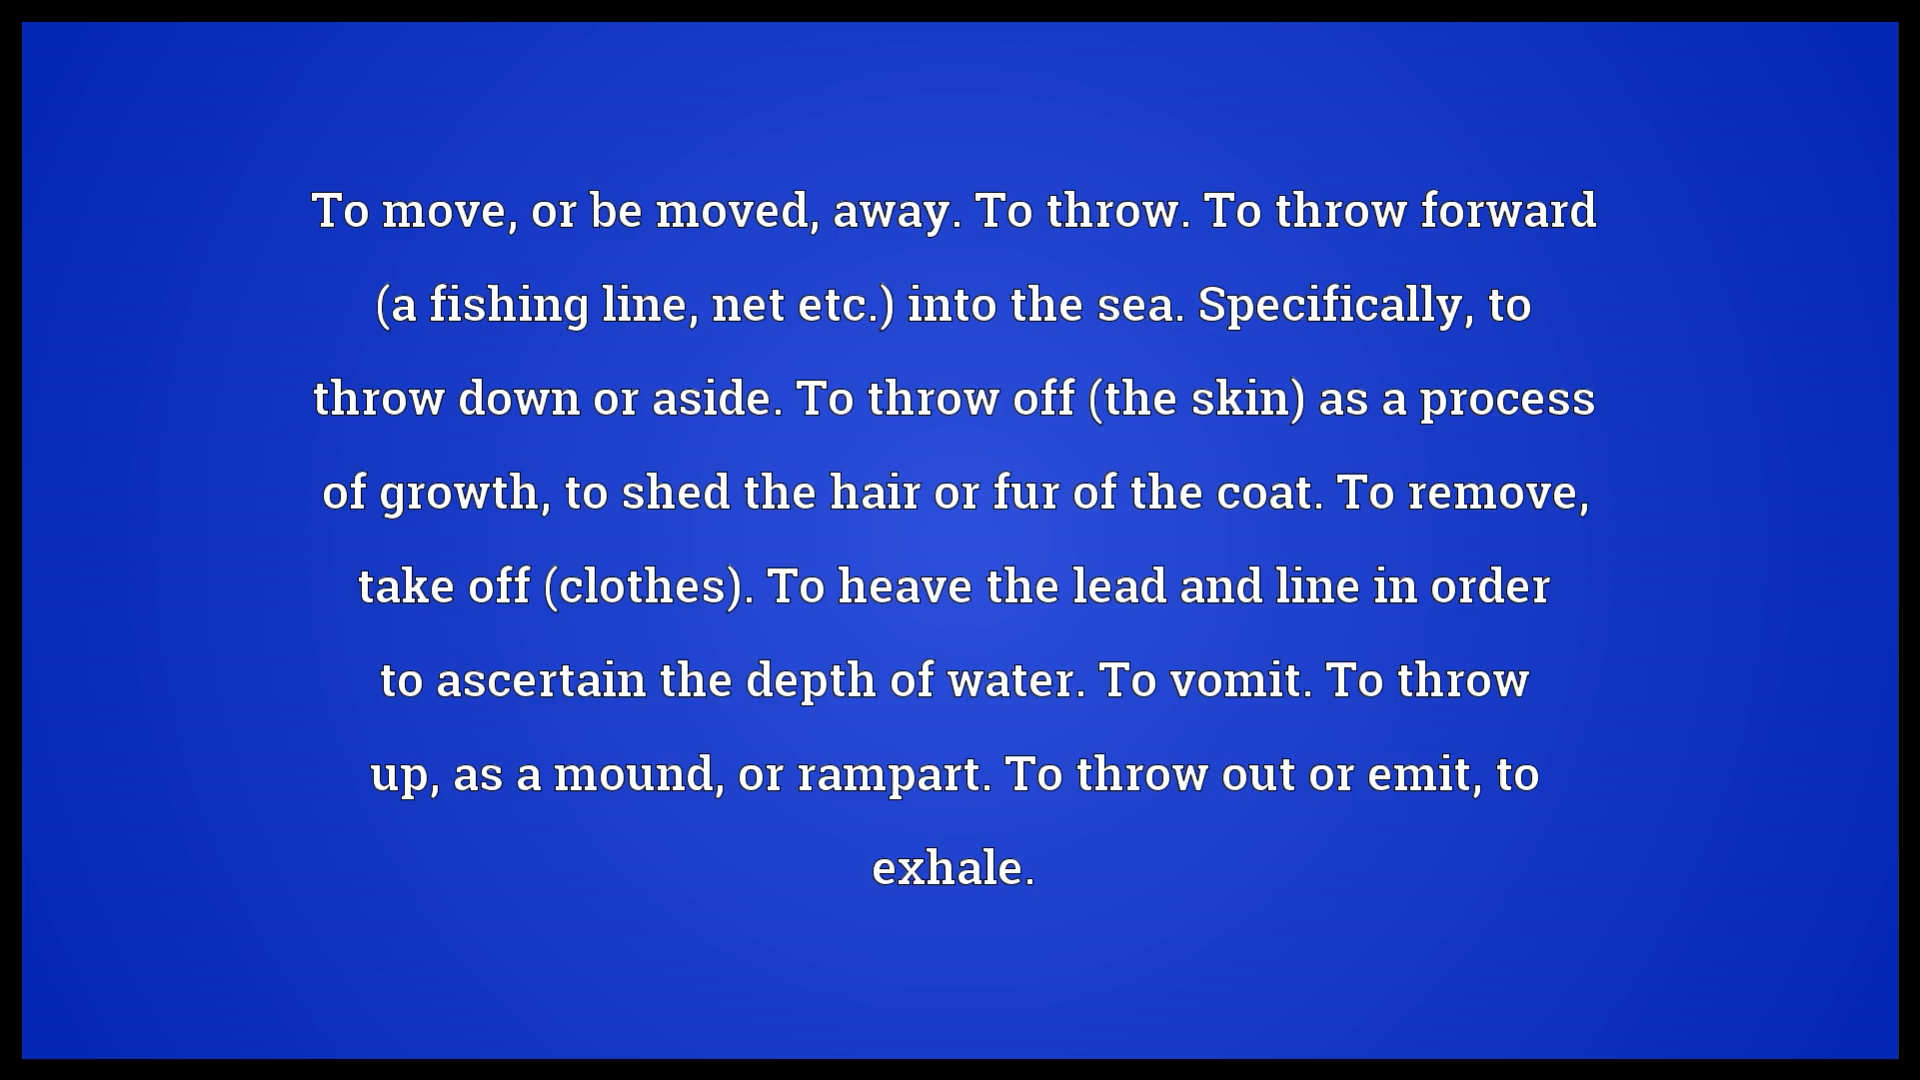 To move, or be moved, away. To throw. To throw forward
(a fishing line, net etc.) into the sea. Specifically, to
throw down or aside. To throw off (the skin) as a process
of growth, to shed the hair or fur of the coat. To remove,
take off (clothes). To heave the lead and line in order
to ascertain the depth of water. To vomit. To throw
up, as a mound, or rampart. To throw out or emit, to
exhale.